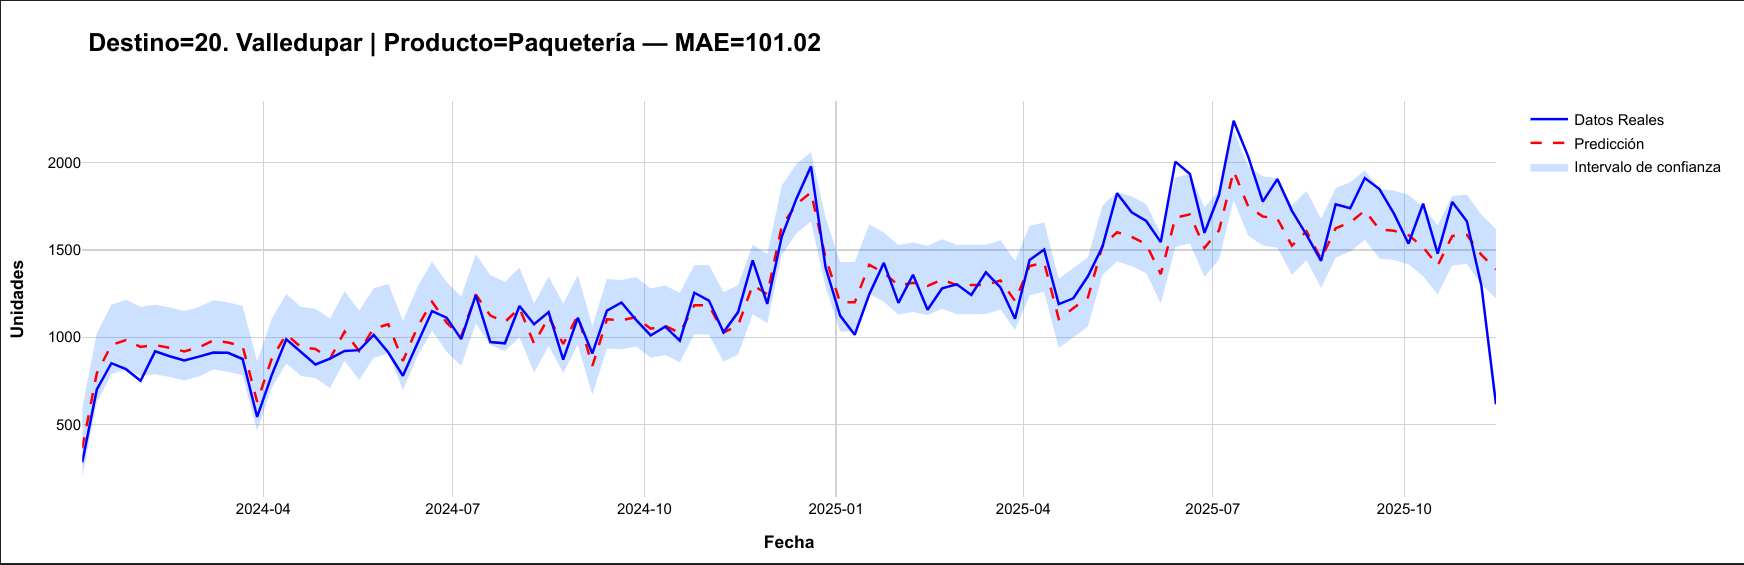 Destino=20. Valledupar | Producto=Paquetería — MAE=101.02
Datos Reales
Predicción
Intervalo de confianza
Unidades
2000
1500
1000
500
2024-04
2024-07
2024-10
2025-01
2025-04
2025-07
2025-10
Fecha